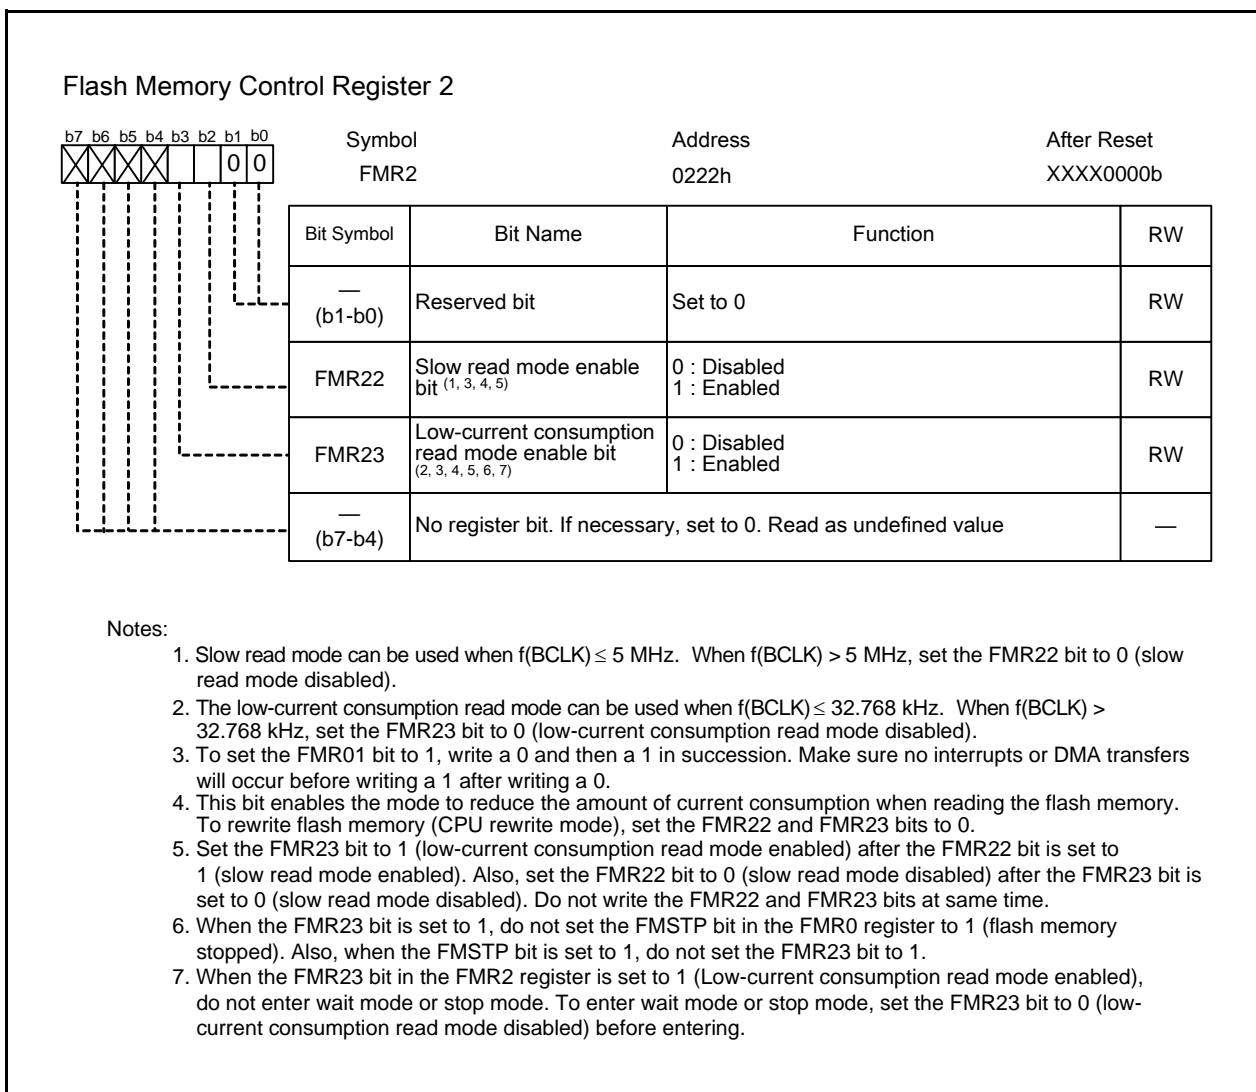 Flash Memory Control Register 2
b7 b6 b5 b4 b3 b2 b1 b0
0 0
Symbol Address After Reset
FMR2 0222h XXXX0000b
Bit Symbol Bit Name Function RW
—
(b1-b0) Reserved bit Set to 0 RW
FMR22 Slow read mode enable
bit (1, 3, 4, 5) 0 : Disabled
1 : Enabled RW
FMR23 Low-current consumption
read mode enable bit
(2, 3, 4, 5, 6, 7) 0 : Disabled
1 : Enabled RW
—
(b7-b4) No register bit. If necessary, set to 0. Read as undefined value —
Notes:
1. Slow read mode can be used when f(BCLK) ≤ 5 MHz. When f(BCLK) > 5 MHz, set the FMR22 bit to 0 (slow
read mode disabled).
2. The low-current consumption read mode can be used when f(BCLK) ≤ 32.768 kHz. When f(BCLK) >
32.768 kHz, set the FMR23 bit to 0 (low-current consumption read mode disabled).
3. To set the FMR01 bit to 1, write a 0 and then a 1 in succession. Make sure no interrupts or DMA transfers
will occur before writing a 1 after writing a 0.
4. This bit enables the mode to reduce the amount of current consumption when reading the flash memory.
To rewrite flash memory (CPU rewrite mode), set the FMR22 and FMR23 bits to 0.
5. Set the FMR23 bit to 1 (low-current consumption read mode enabled) after the FMR22 bit is set to
1 (slow read mode enabled). Also, set the FMR22 bit to 0 (slow read mode disabled) after the FMR23 bit is
set to 0 (slow read mode disabled). Do not write the FMR22 and FMR23 bits at same time.
6. When the FMR23 bit is set to 1, do not set the FMSTP bit in the FMR0 register to 1 (flash memory
stopped). Also, when the FMSTP bit is set to 1, do not set the FMR23 bit to 1.
7. When the FMR23 bit in the FMR2 register is set to 1 (Low-current consumption read mode enabled),
do not enter wait mode or stop mode. To enter wait mode or stop mode, set the FMR23 bit to 0 (low-
current consumption read mode disabled) before entering.